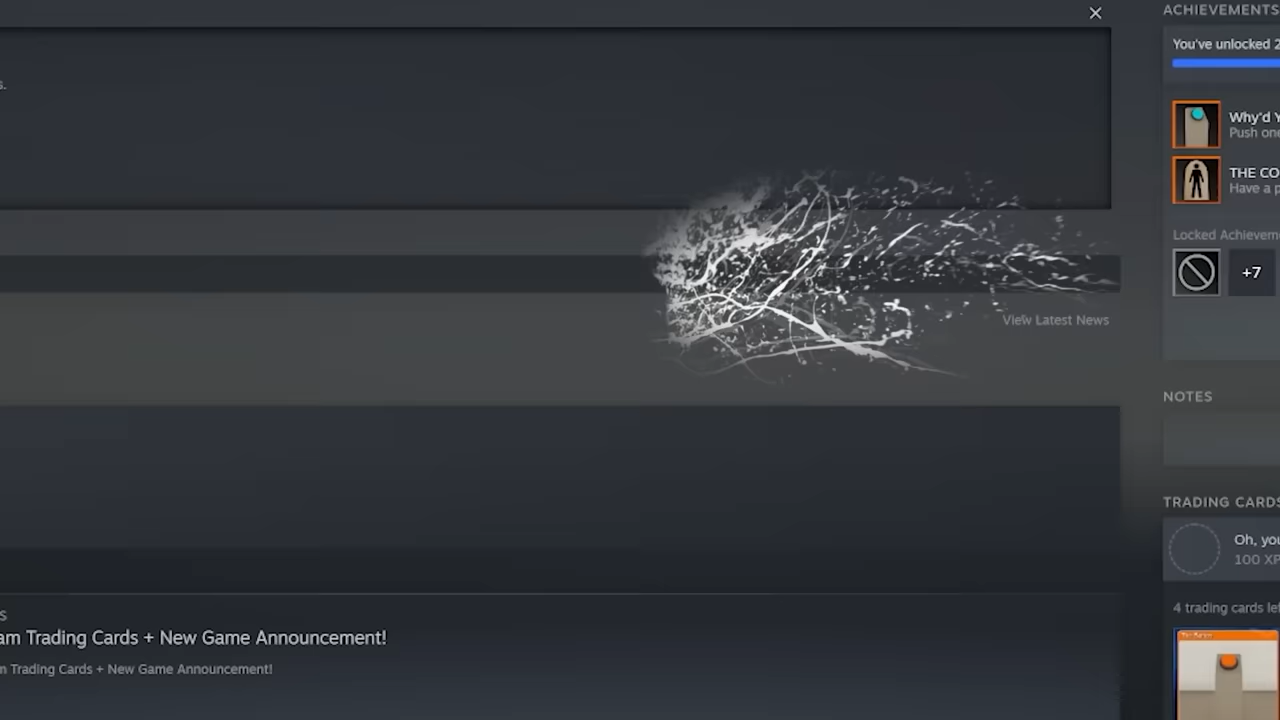 ACHIEVEMENTS
s.
You've unlocked 2
Why'd Y
Push one
THE CO
Have a p
Locked Achievem
+7
View Latest News
NOTES
TRADING CARDS
Oh, you
100 XP
4 trading cards lef
S
am Trading Cards + New Game Announcement!
m Trading Cards + New Game Announcement!